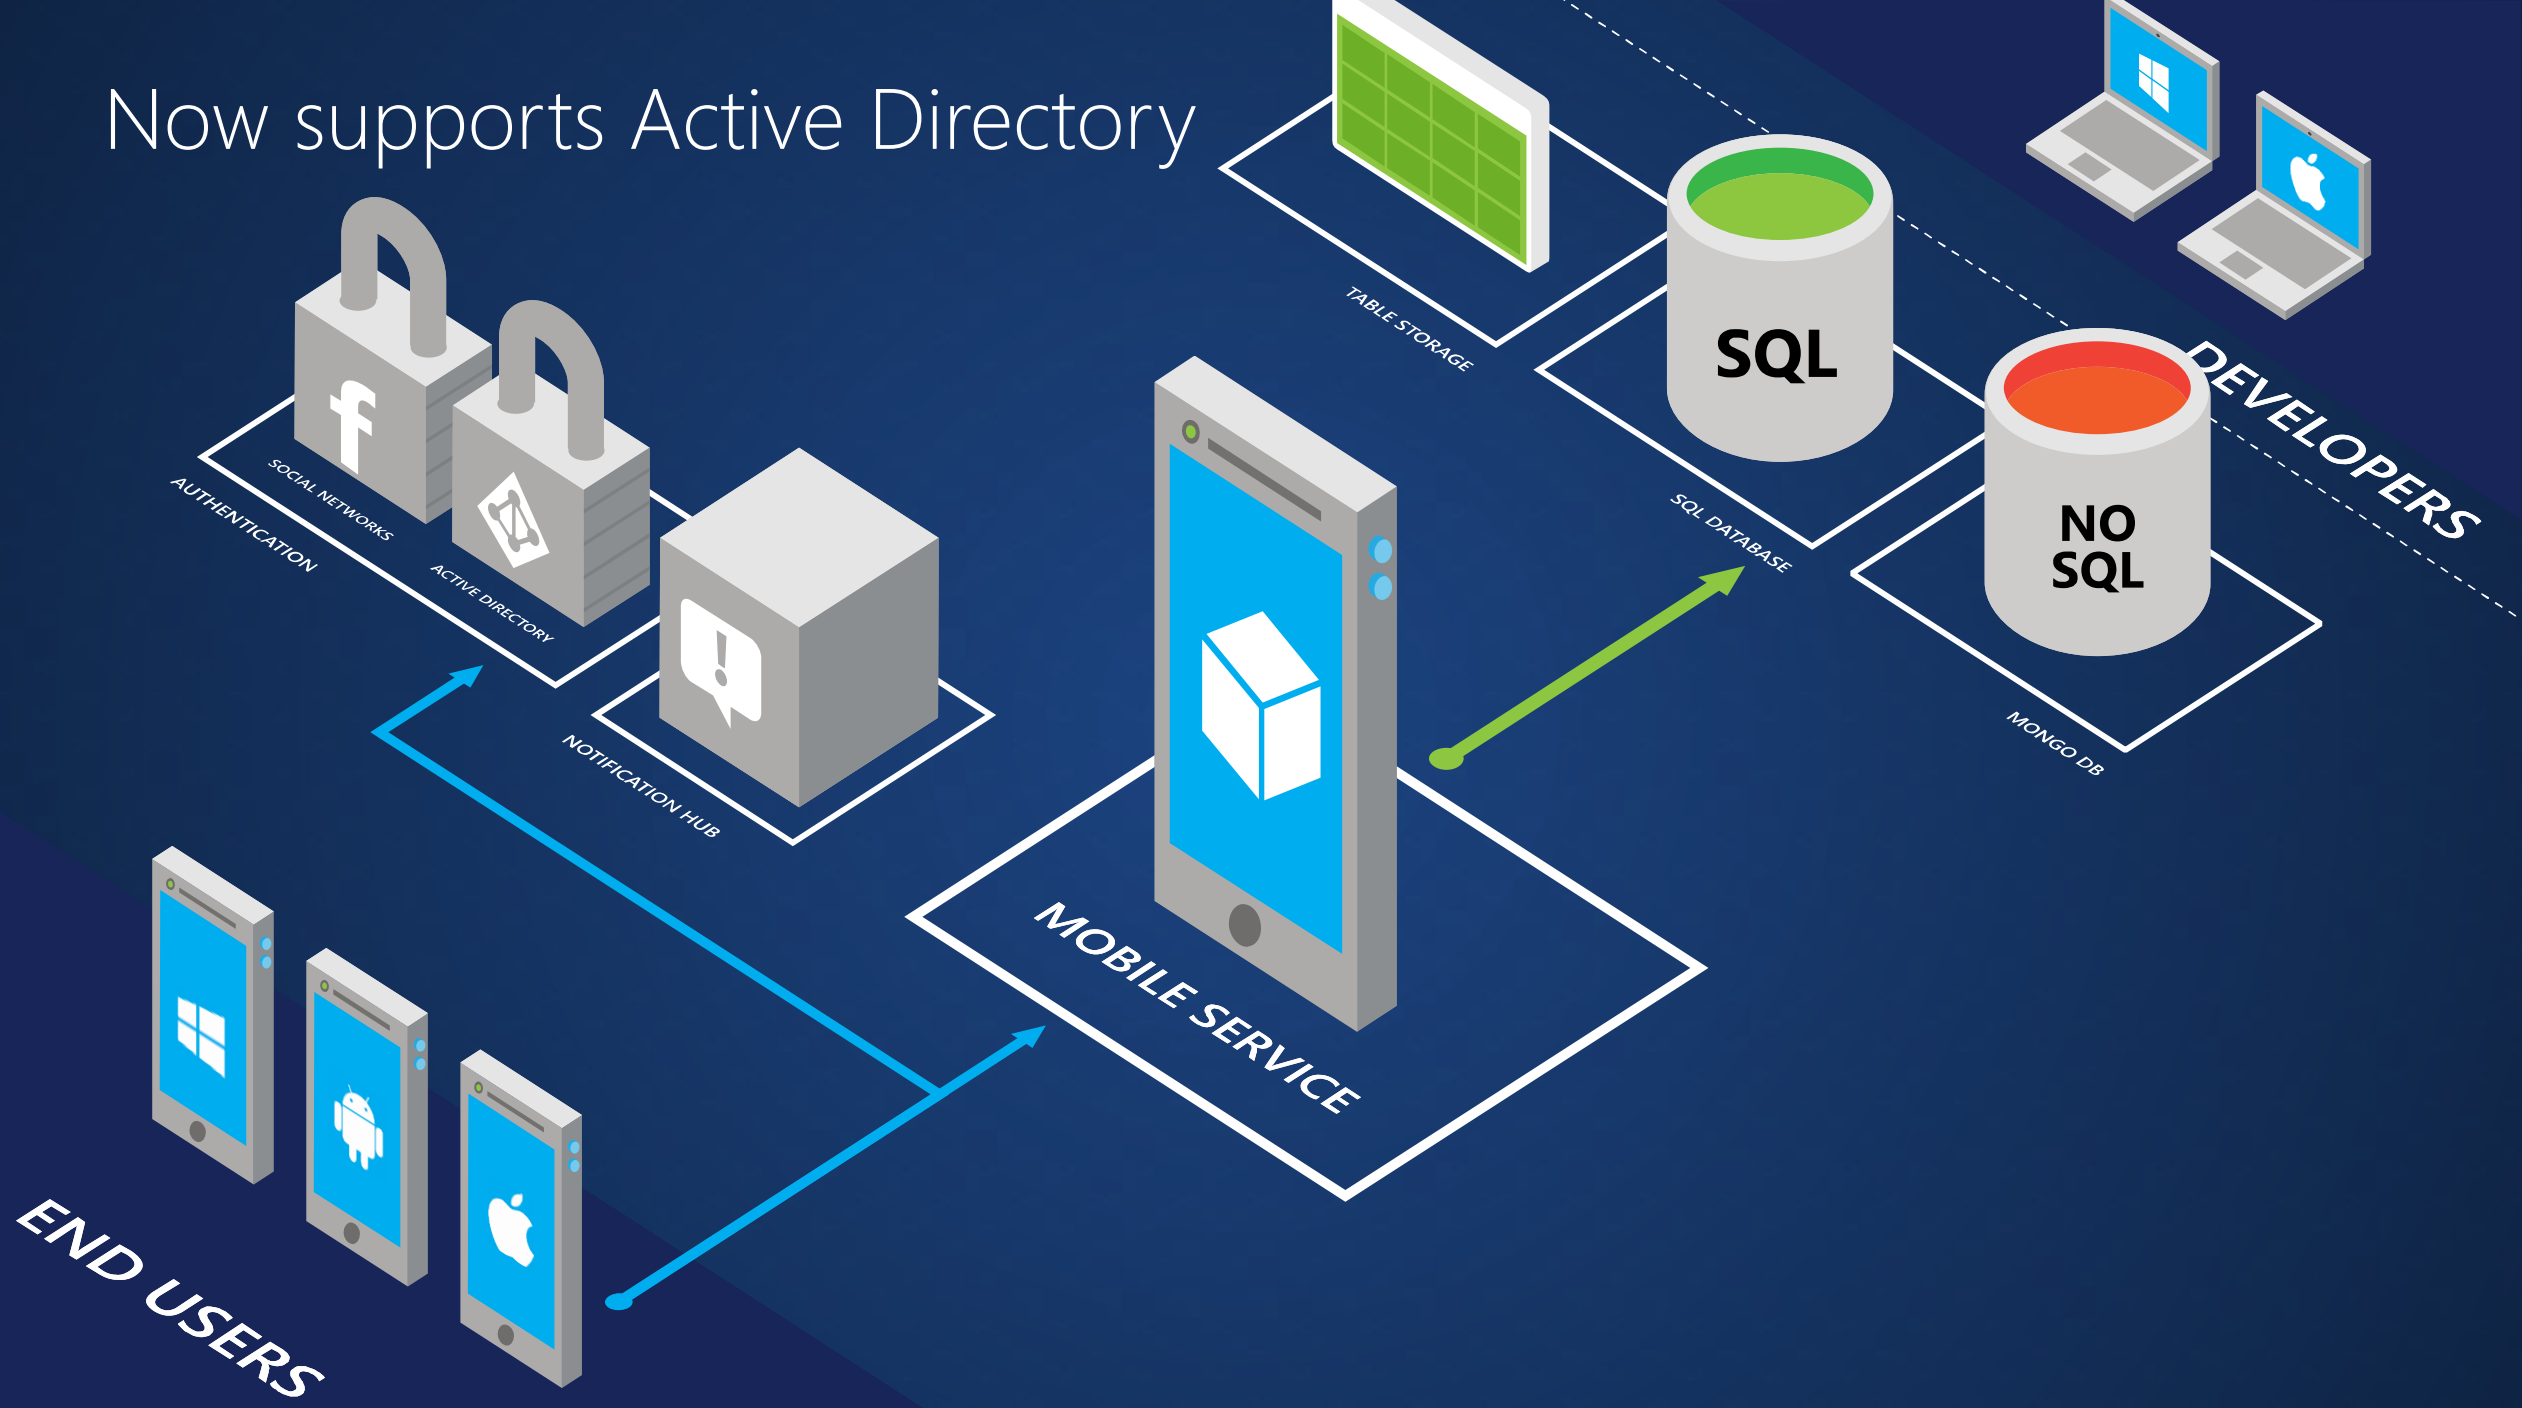 Now supports Active Directory
TABLE STORAGE
SQL
SQL DATABASE
NO
SQL
MONGO DB
DEVELOPERS
SOCIAL NETWORKS
ACTIVE DIRECTORY
AUTHENTICATION
!
NOTIFICATION HUB
MOBILE SERVICE
END USERS